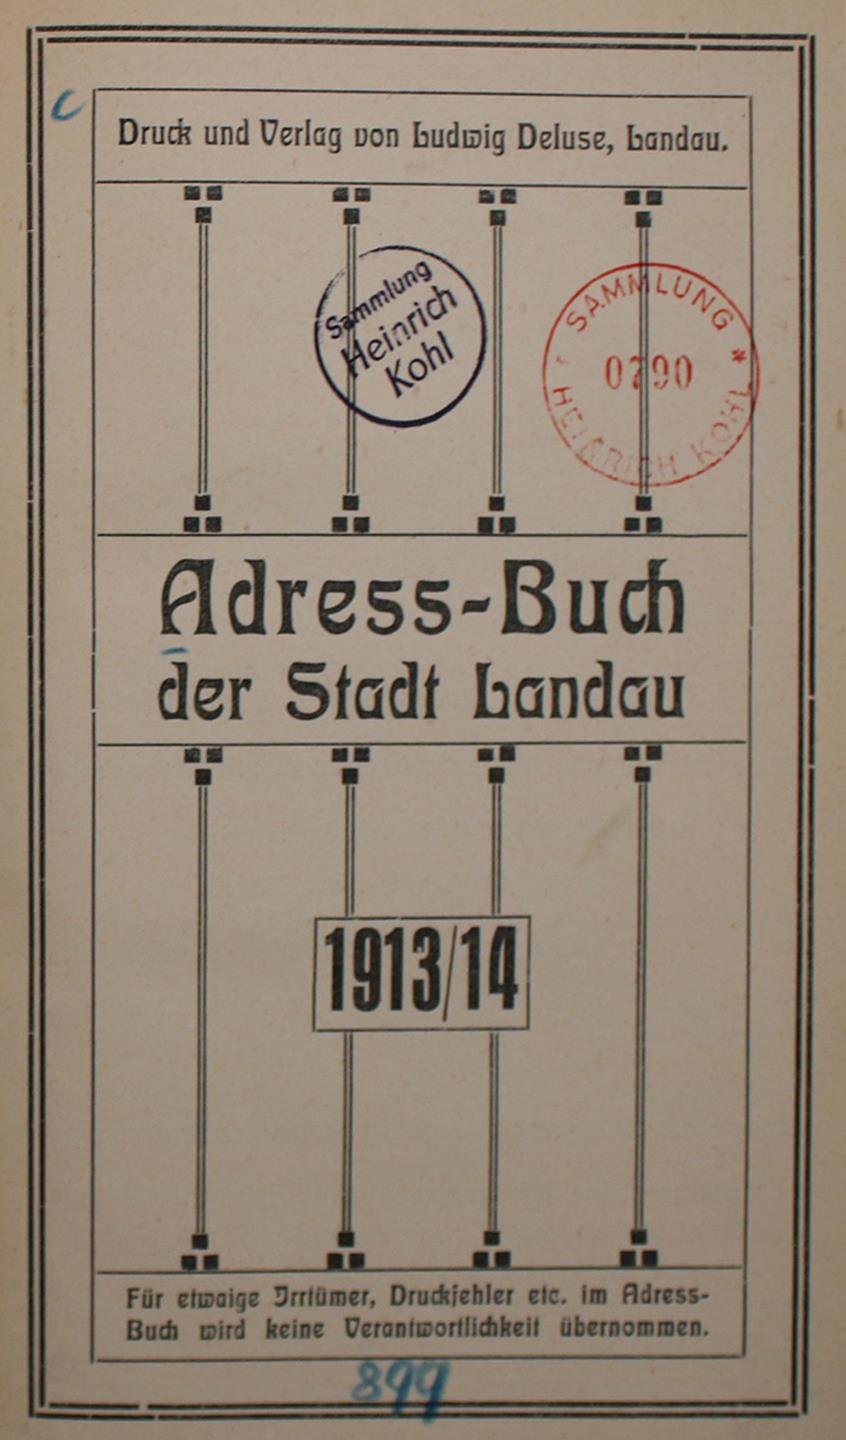 Druck und Verlag von Ludwig Deluse, Landau.
Sammlung
Heinrich
Kohl
SAMMLUNG *
0790
HEINRICH KOHL
Adress-Buch
der Stadt Landau
1913/14
Für etwaige Irrtümer, Druckfehler etc. im Adress-
Buch wird keine Verantwortlichkeit übernommen.
899